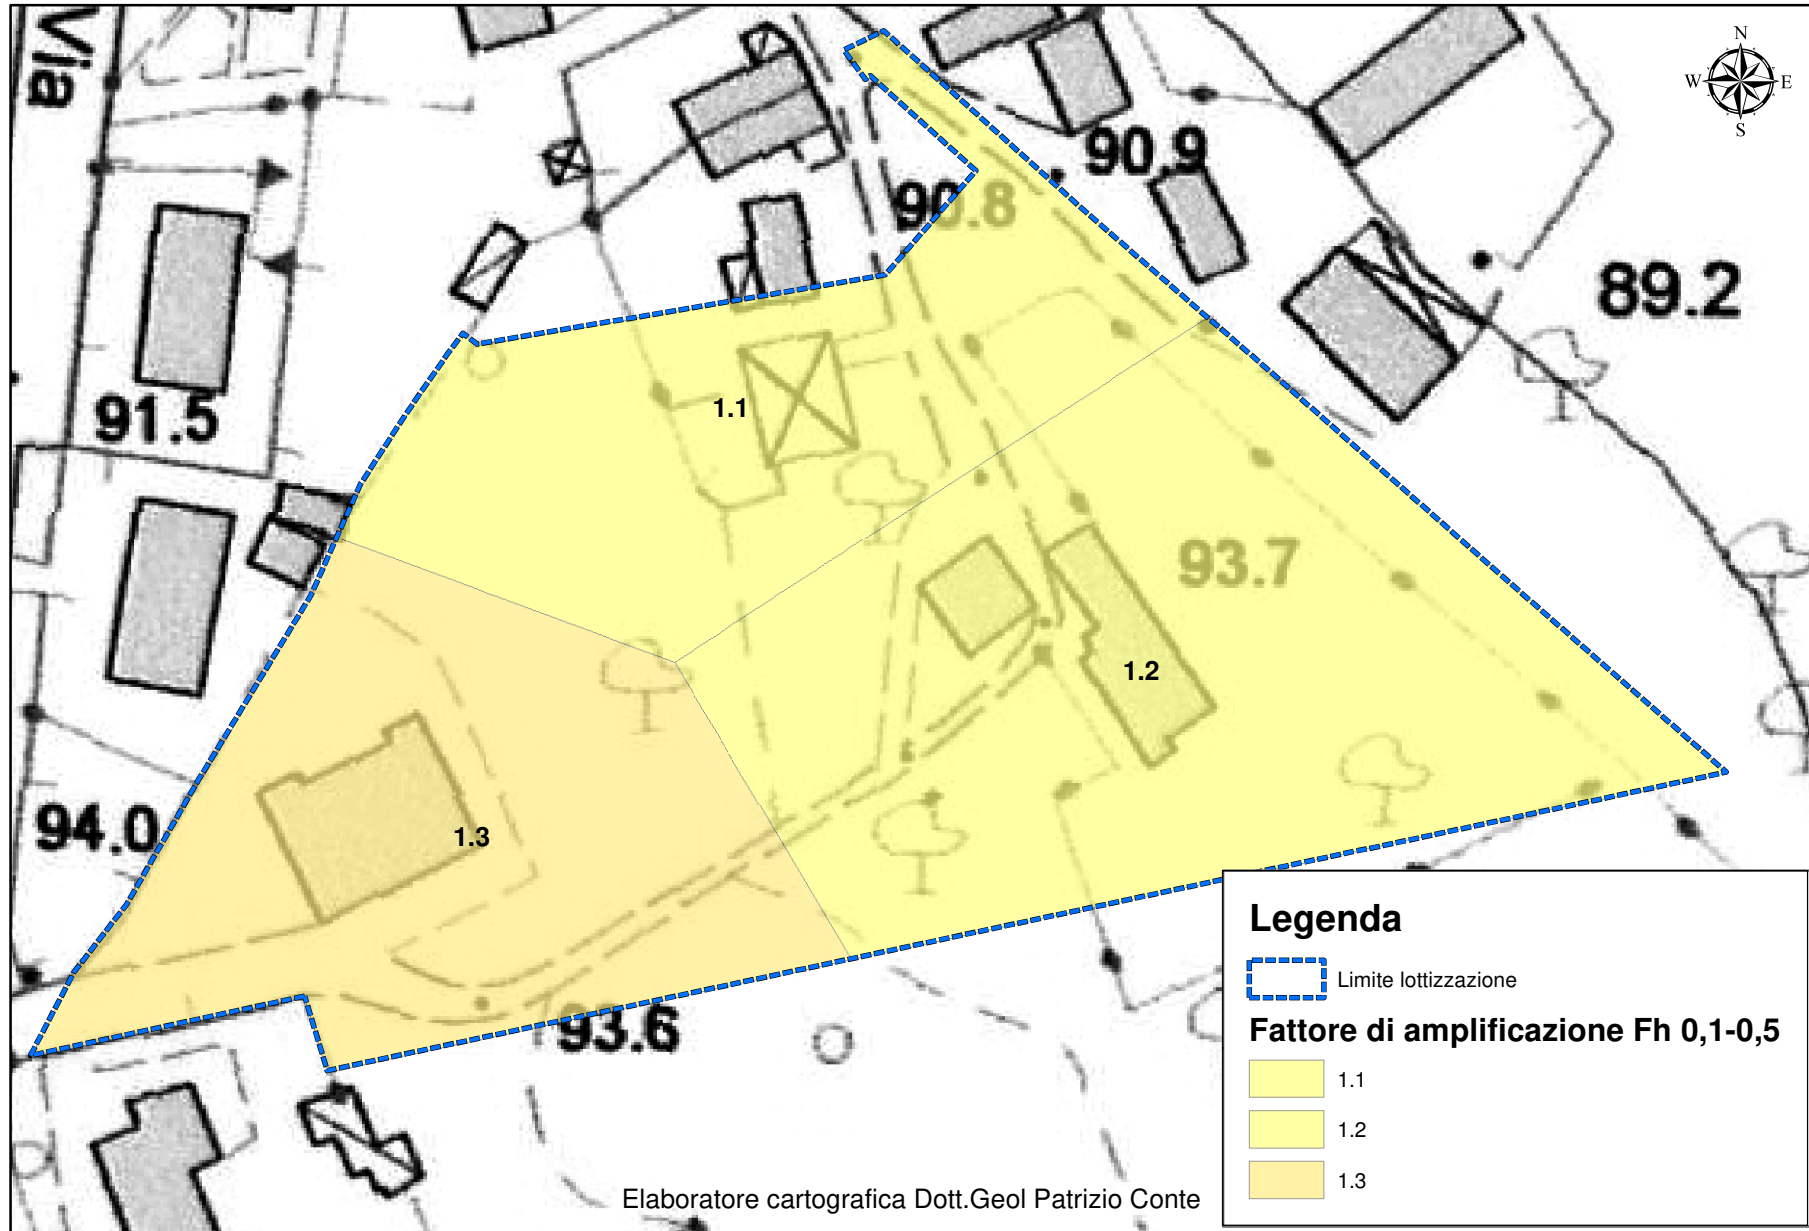 Via
N
W E
S
90.9
90.8
89.2
91.5
1.1
93.7
1.2
94.0
1.3
93.6
Legenda
Limite lottizzazione
Fattore di amplificazione Fh 0,1-0,5
1.1
1.2
1.3
Elaboratore cartografica Dott.Geol Patrizio Conte